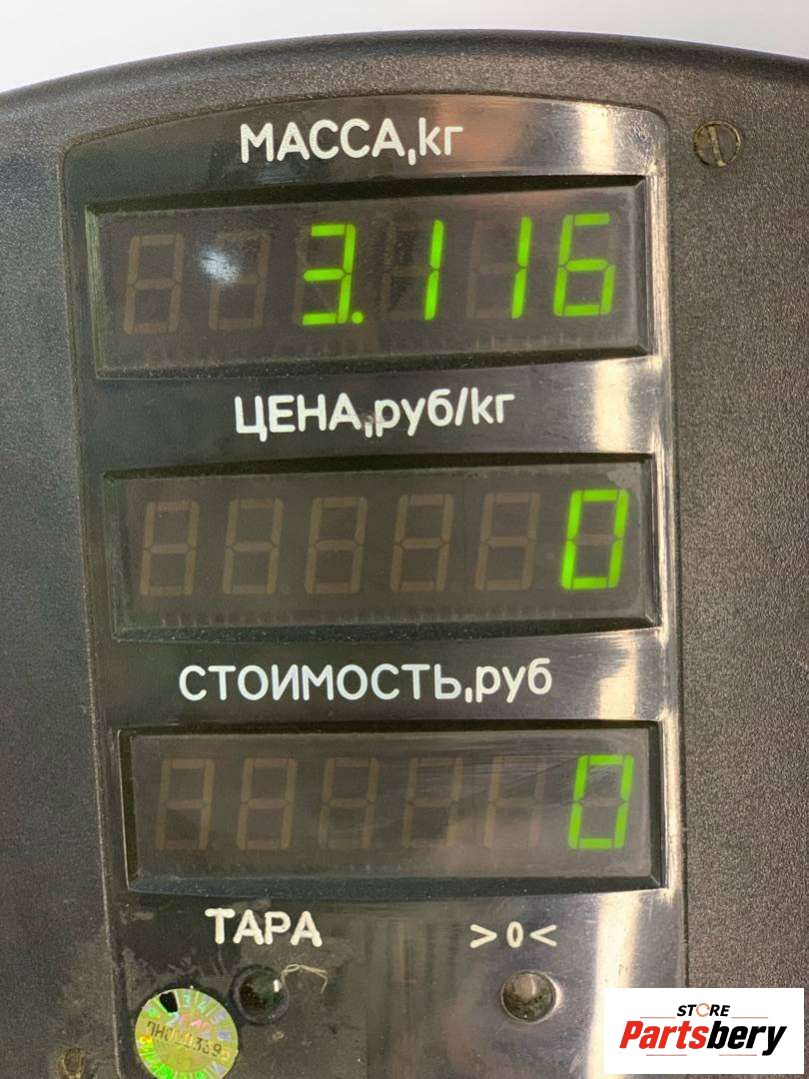 МАССА,кг
3.116
ЦЕНА,руб/кг
0
СТОИМОСТЬ,руб
0
ТАРА >0<
STORE
Partsbery